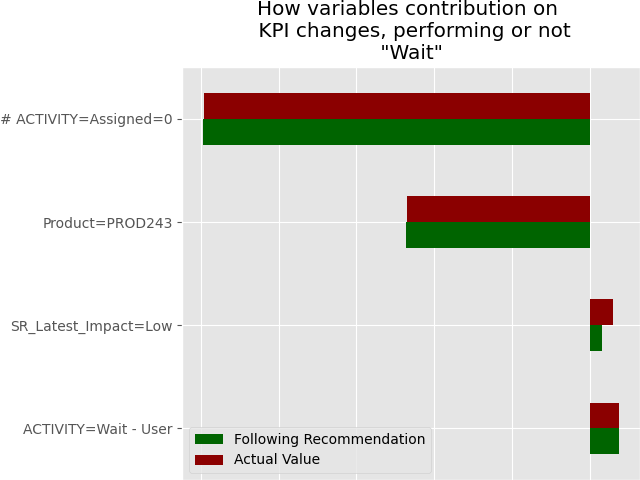 How variables contribution on
KPI changes, performing or not
"Wait"
# ACTIVITY=Assigned=0
Product=PROD243
SR_Latest_Impact=Low
ACTIVITY=Wait - User
Following Recommendation
Actual Value